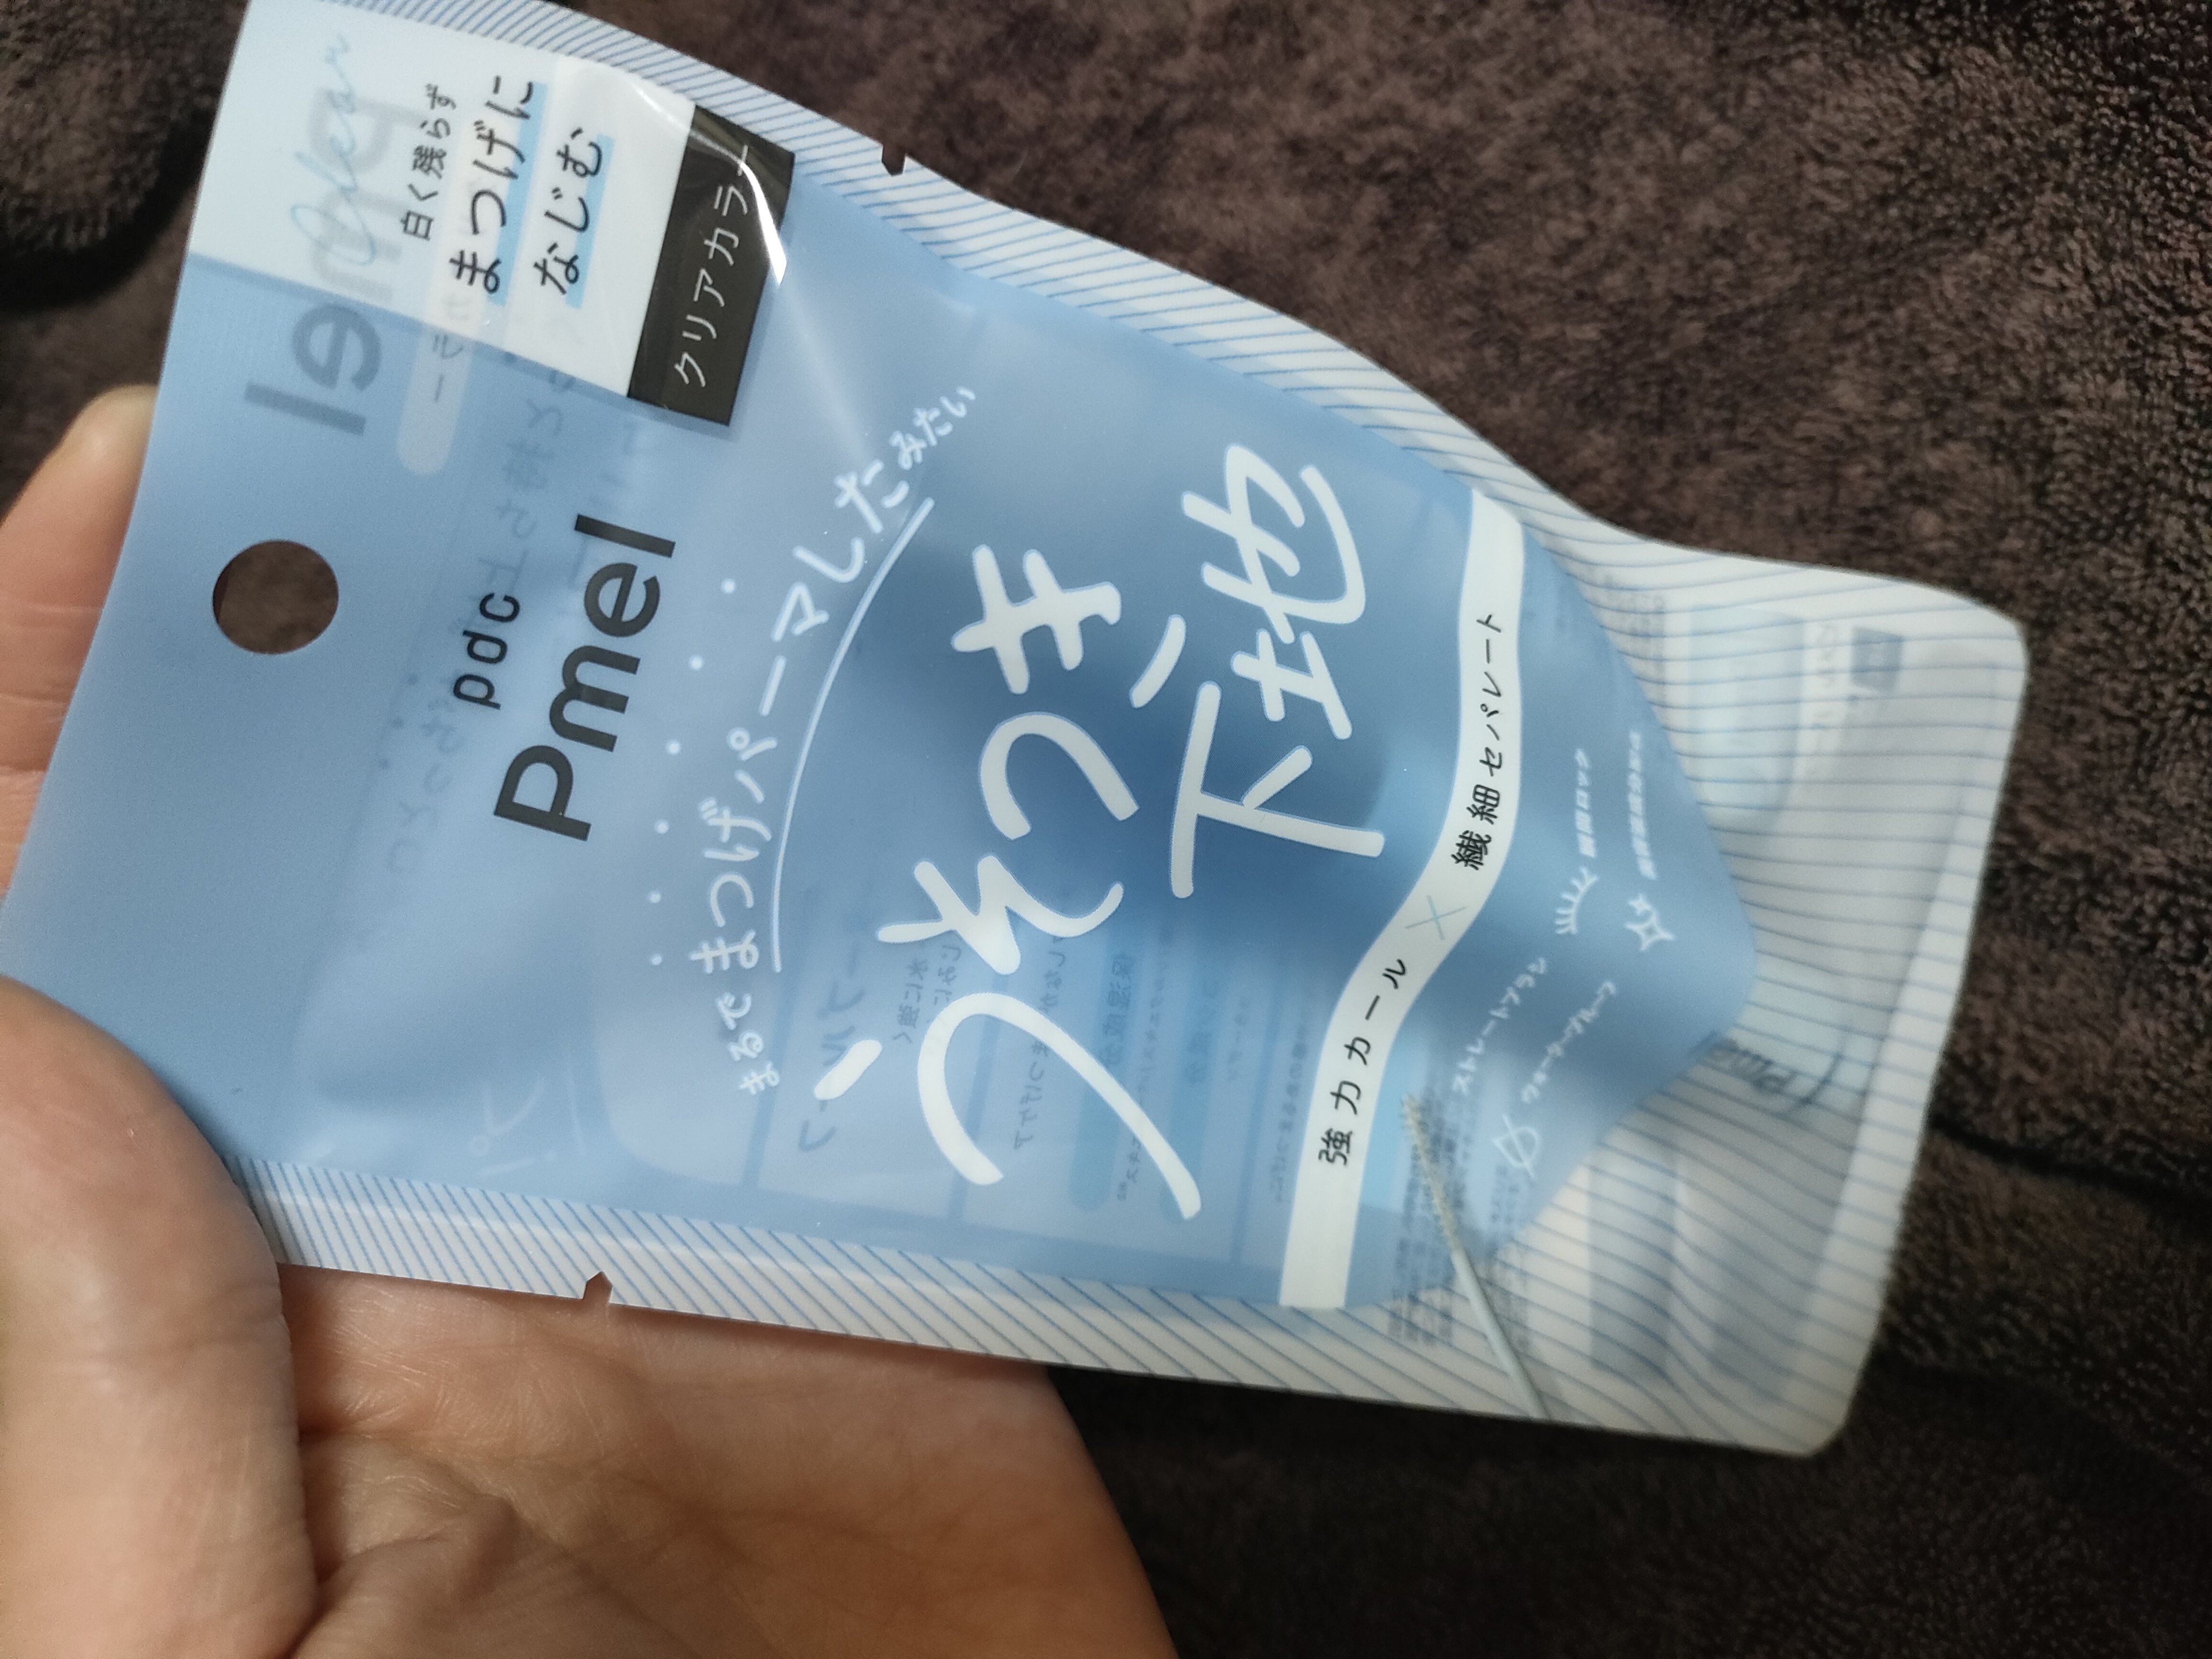 白く残らず
まつげに
なじむ
クリアカラー
pdc
Pmel
まるでまつげパーマしたみたい
うそつき
下地
強力カール × 繊細セパレート
ストレートブラシ
ウォータープルーフ